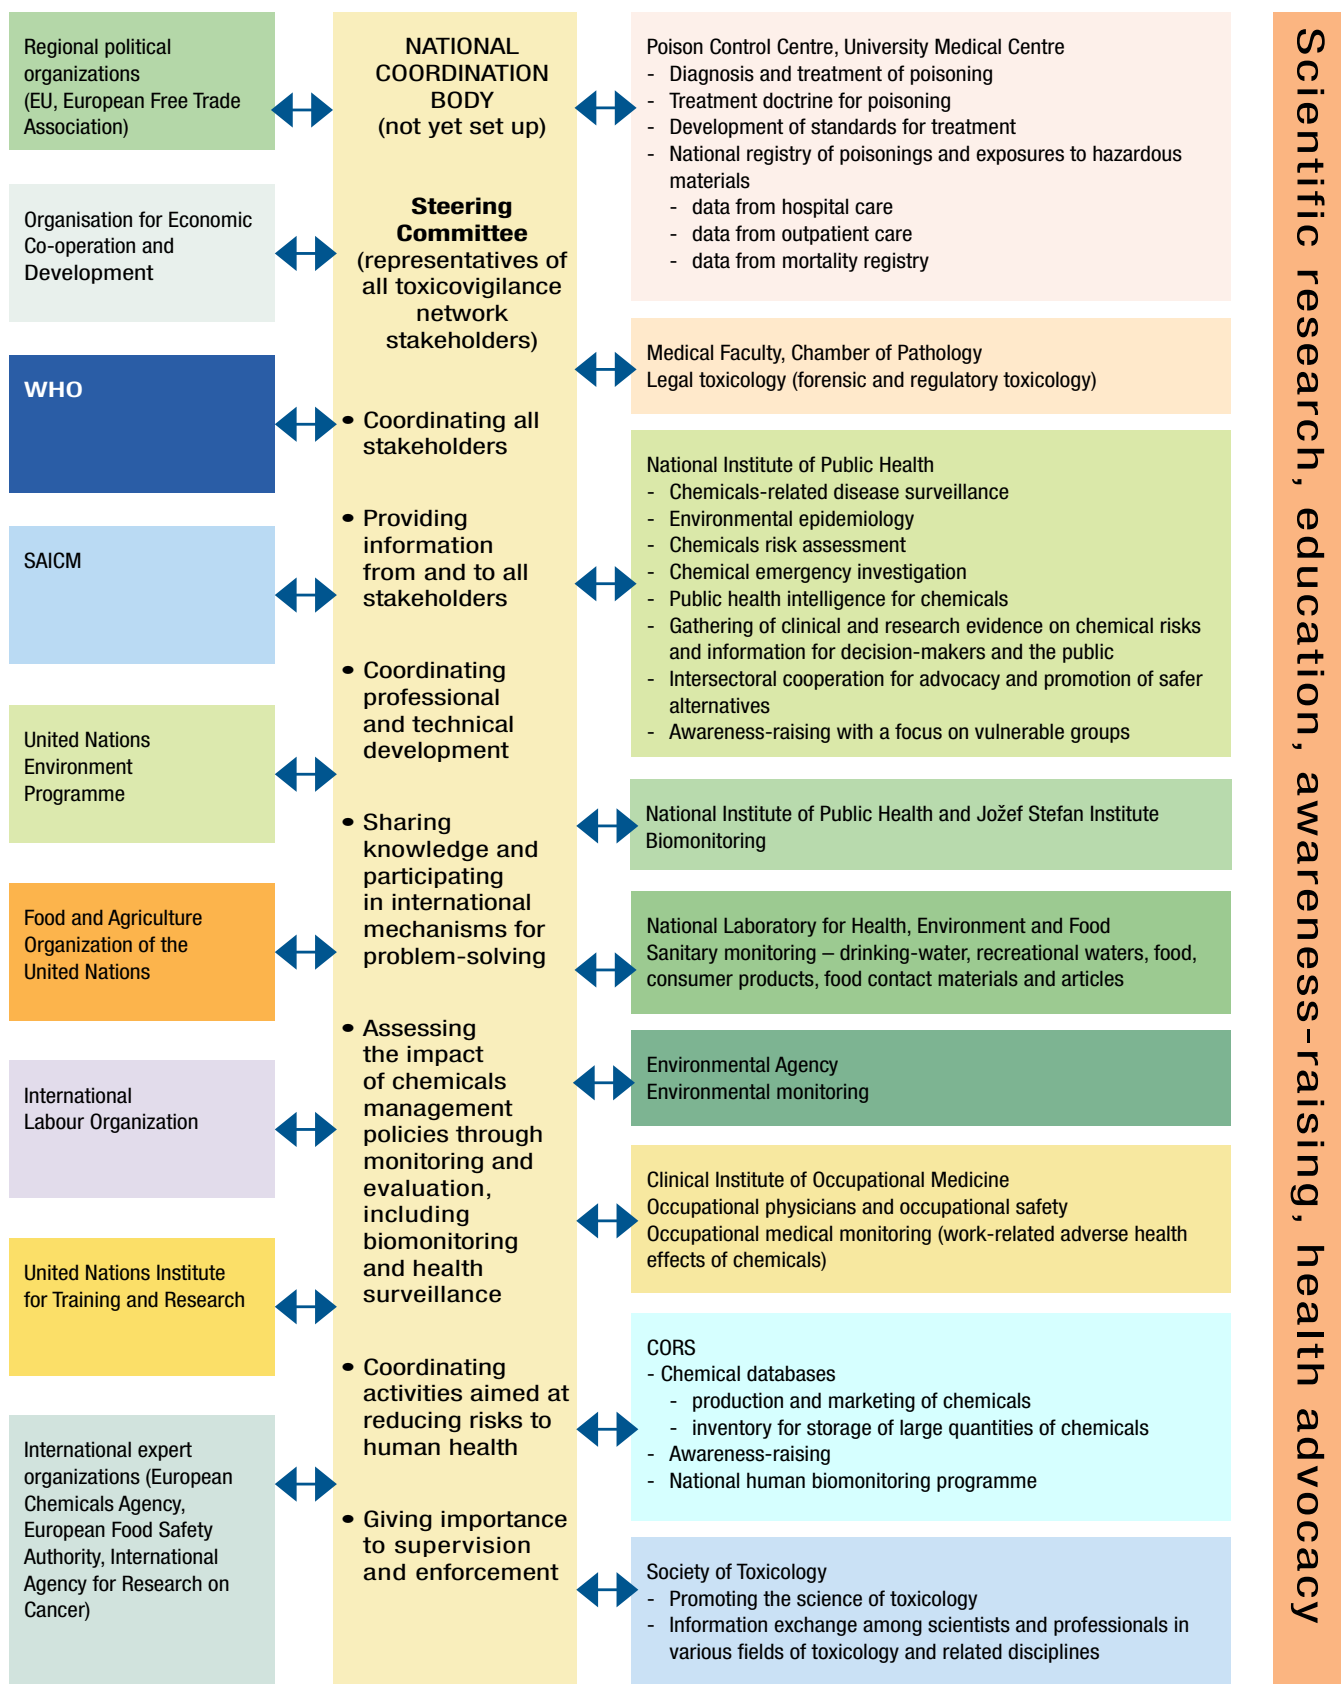 Regional political
organizations
(EU, European Free Trade
Association)
Organisation for Economic
Co-operation and
Development
WHO
SAICM
United Nations
Environment
Programme
Food and Agriculture
Organization of the
United Nations
International
Labour Organization
United Nations Institute
for Training and Research
International expert
organizations (European
Chemicals Agency,
European Food Safety
Authority, International
Agency for Research on
Cancer)
NATIONAL
COORDINATION
BODY
(not yet set up)
Steering
Committee
(representatives of
all toxicovigilance
network
stakeholders)
• Coordinating all
stakeholders
• Providing
information
from and to all
stakeholders
• Coordinating
professional
and technical
development
• Sharing
knowledge and
participating
in international
mechanisms for
problem-solving
• Assessing
the impact
of chemicals
management
policies through
monitoring and
evaluation,
including
biomonitoring
and health
surveillance
• Coordinating
activities aimed at
reducing risks to
human health
• Giving importance
to supervision
and enforcement
Poison Control Centre, University Medical Centre
- Diagnosis and treatment of poisoning
- Treatment doctrine for poisoning
- Development of standards for treatment
- National registry of poisonings and exposures to hazardous
materials
- data from hospital care
- data from outpatient care
- data from mortality registry
Medical Faculty, Chamber of Pathology
Legal toxicology (forensic and regulatory toxicology)
National Institute of Public Health
- Chemicals-related disease surveillance
- Environmental epidemiology
- Chemicals risk assessment
- Chemical emergency investigation
- Public health intelligence for chemicals
- Gathering of clinical and research evidence on chemical risks
and information for decision-makers and the public
- Intersectoral cooperation for advocacy and promotion of safer
alternatives
- Awareness-raising with a focus on vulnerable groups
National Institute of Public Health and Jožef Stefan Institute
Biomonitoring
National Laboratory for Health, Environment and Food
Sanitary monitoring – drinking-water, recreational waters, food,
consumer products, food contact materials and articles
Environmental Agency
Environmental monitoring
Clinical Institute of Occupational Medicine
Occupational physicians and occupational safety
Occupational medical monitoring (work-related adverse health
effects of chemicals)
CORS
- Chemical databases
- production and marketing of chemicals
- inventory for storage of large quantities of chemicals
- Awareness-raising
- National human biomonitoring programme
Society of Toxicology
- Promoting the science of toxicology
- Information exchange among scientists and professionals in
various fields of toxicology and related disciplines
Scientific research, education, awareness-raising, health advocacy